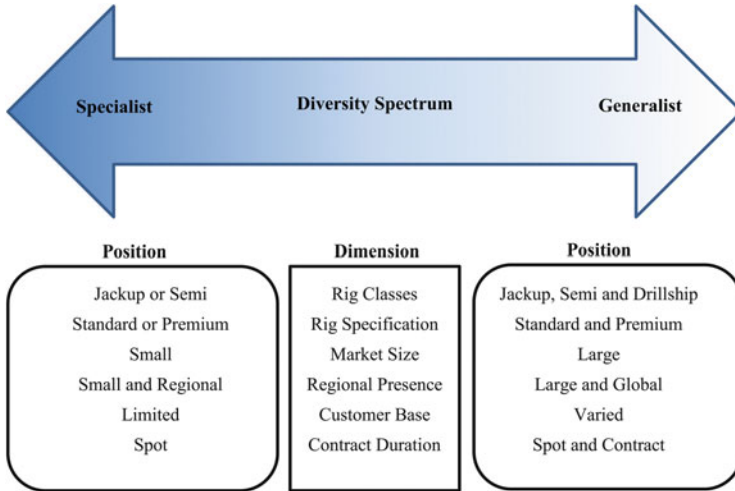 Specialist Diversity Spectrum Generalist
Position Dimension Position
Jackup or Semi Rig Classes Jackup, Semi and Drillship
Standard or Premium Rig Specification Standard and Premium
Small Market Size Large
Small and Regional Regional Presence Large and Global
Limited Customer Base Varied
Spot Contract Duration Spot and Contract